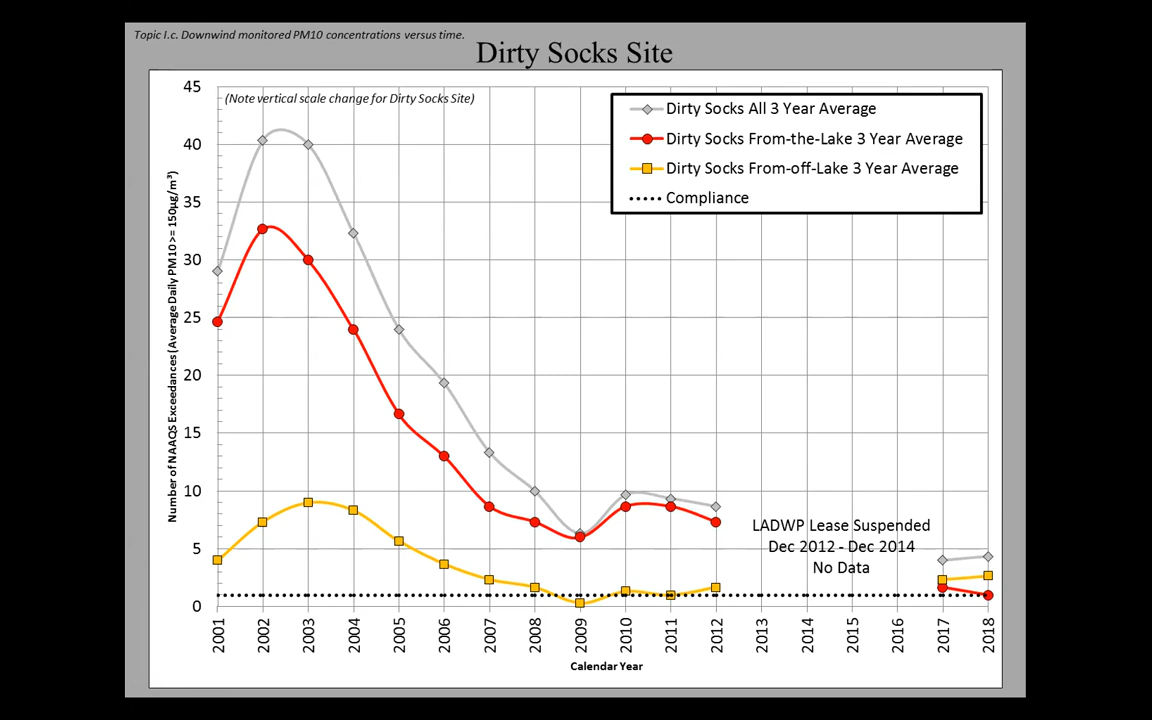 Topic I.c. Downwind monitored PM10 concentrations versus time.
Dirty Socks Site
(Note vertical scale change for Dirty Socks Site)
Dirty Socks All 3 Year Average
Dirty Socks From-the-Lake 3 Year Average
Dirty Socks From-off-Lake 3 Year Average
Compliance
Number of NAAQS Exceedances (Average Daily PM10 >= 150µg/m³)
45
40
35
30
25
20
15
10
5
0
LADWP Lease Suspended
Dec 2012 - Dec 2014
No Data
2001 2002 2003 2004 2005 2006 2007 2008 2009 2010 2011 2012 2013 2014 2015 2016 2017 2018
Calendar Year